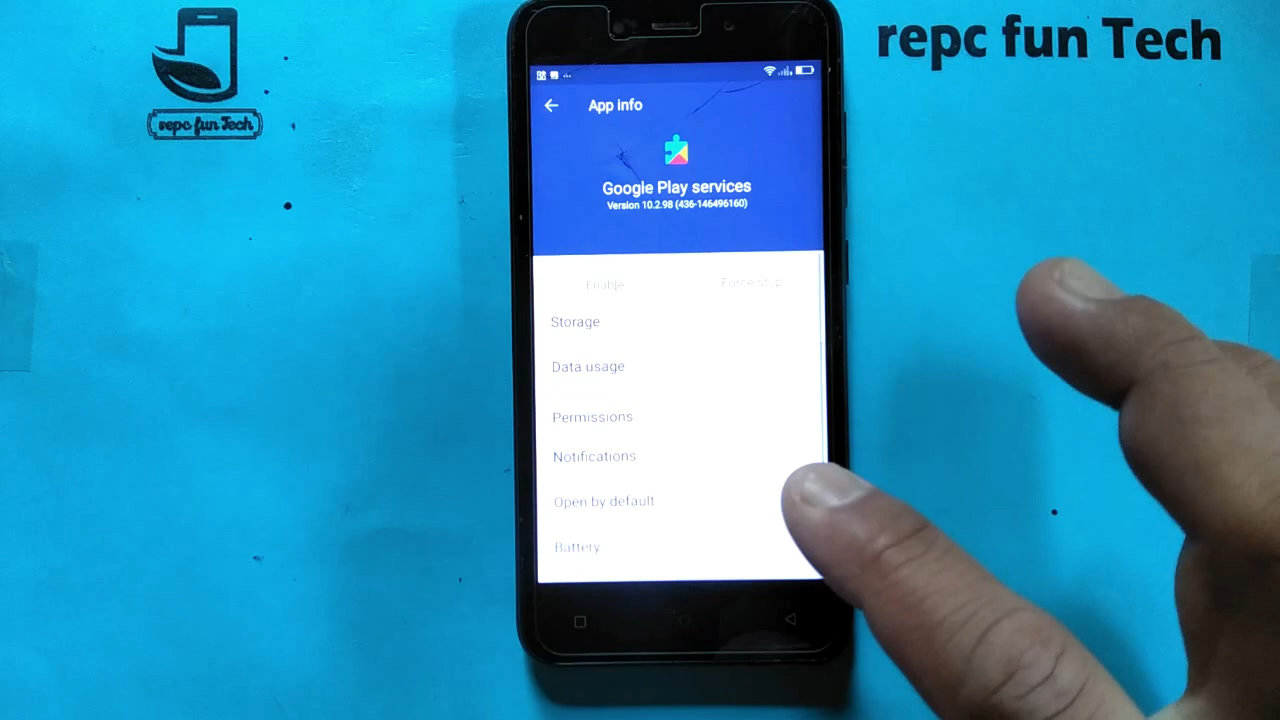 repc fun Tech
repc fun Tech
App info
Google Play services
Version 10.2.98 (436-146496160)
Enable
Force stop
Storage
Data usage
Permissions
Notifications
Open by default
Battery